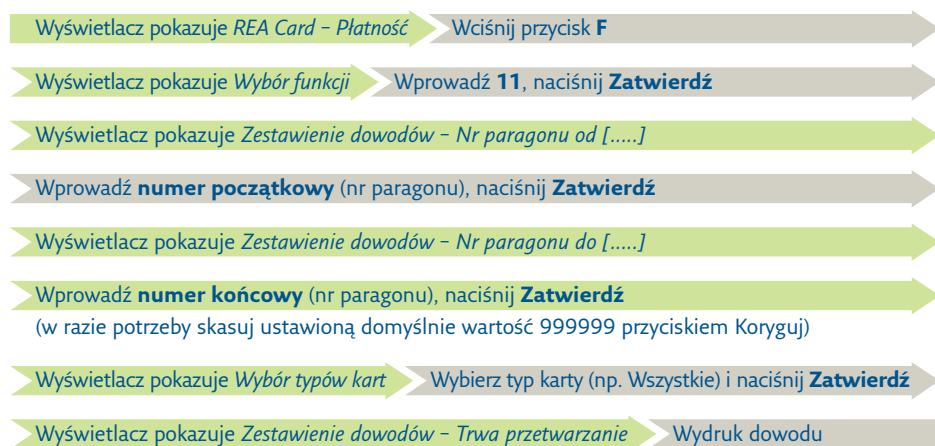 Wyświetlacz pokazuje REA Card – Płatność Wciśnij przycisk F
Wyświetlacz pokazuje Wybór funkcji Wprowadź 11, naciśnij Zatwierdź
Wyświetlacz pokazuje Zestawienie dowodów – Nr paragonu od [.....]
Wprowadź numer początkowy (nr paragonu), naciśnij Zatwierdź
Wyświetlacz pokazuje Zestawienie dowodów – Nr paragonu do [.....]
Wprowadź numer końcowy (nr paragonu), naciśnij Zatwierdź
(w razie potrzeby skasuj ustawioną domyślnie wartość 999999 przyciskiem Koryguj)
Wyświetlacz pokazuje Wybór typów kart Wybierz typ karty (np. Wszystkie) i naciśnij Zatwierdź
Wyświetlacz pokazuje Zestawienie dowodów – Trwa przetwarzanie Wydruk dowodu